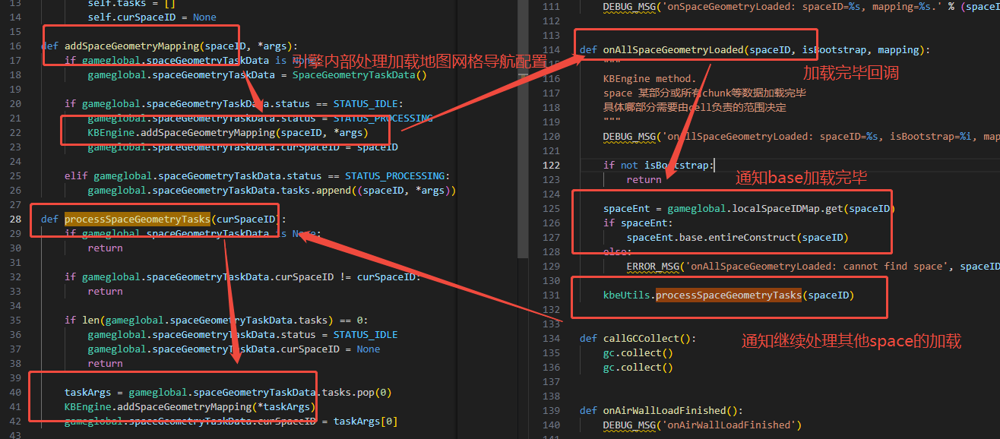 13 self.tasks = []
14 self.curSpaceID = None
15
16 def addSpaceGeometryMapping(spaceID, *args):
17 if gameglobal.spaceGeometryTaskData is None:
18 gameglobal.spaceGeometryTaskData = SpaceGeometryTaskData()
19
20 if gameglobal.spaceGeometryTaskData.status == STATUS_IDLE:
21 gameglobal.spaceGeometryTaskData.status = STATUS_PROCESSING
22 KBEngine.addSpaceGeometryMapping(spaceID, *args)
23 gameglobal.spaceGeometryTaskData.curSpaceID = spaceID
24
25 elif gameglobal.spaceGeometryTaskData.status == STATUS_PROCESSING:
26 gameglobal.spaceGeometryTaskData.tasks.append((spaceID, *args))
27
28 def processSpaceGeometryTasks(curSpaceID):
29 if gameglobal.spaceGeometryTaskData is None:
30 return
31
32 if gameglobal.spaceGeometryTaskData.curSpaceID != curSpaceID:
33 return
34
35 if len(gameglobal.spaceGeometryTaskData.tasks) == 0:
36 gameglobal.spaceGeometryTaskData.status = STATUS_IDLE
37 gameglobal.spaceGeometryTaskData.curSpaceID = None
38 return
39
40 taskArgs = gameglobal.spaceGeometryTaskData.tasks.pop(0)
41 KBEngine.addSpaceGeometryMapping(*taskArgs)
42 gameglobal.spaceGeometryTaskData.curSpaceID = taskArgs[0]
43
引擎内部处理加载地图网格导航配置
111 DEBUG_MSG('onSpaceGeometryLoaded: spaceID=%s, mapping=%s.' % (spaceI
112
113
114 def onAllSpaceGeometryLoaded(spaceID, isBootstrap, mapping):
115 """
加载完毕回调
116 KBEngine method.
117 space 某部分或所有chunk等数据加载完毕
118 具体哪部分需要由cell负责的范围决定
119 """
120 DEBUG_MSG('onAllSpaceGeometryLoaded: spaceID=%s, isBootstrap=%i, map
121
122 if not isBootstrap:
123 return
通知base加载完毕
124
125 spaceEnt = gameglobal.localSpaceIDMap.get(spaceID)
126 if spaceEnt:
127 spaceEnt.base.entireConstruct(spaceID)
128 else:
129 ERROR_MSG('onAllSpaceGeometryLoaded: cannot find space', spaceID
130
131 kbeUtils.processSpaceGeometryTasks(spaceID)
132
133
134 def callGCCollect():
通知继续处理其他space的加载
135 gc.collect()
136 gc.collect()
137
138
139 def onAirWallLoadFinished():
140 DEBUG_MSG('onAirWallLoadFinished')
141